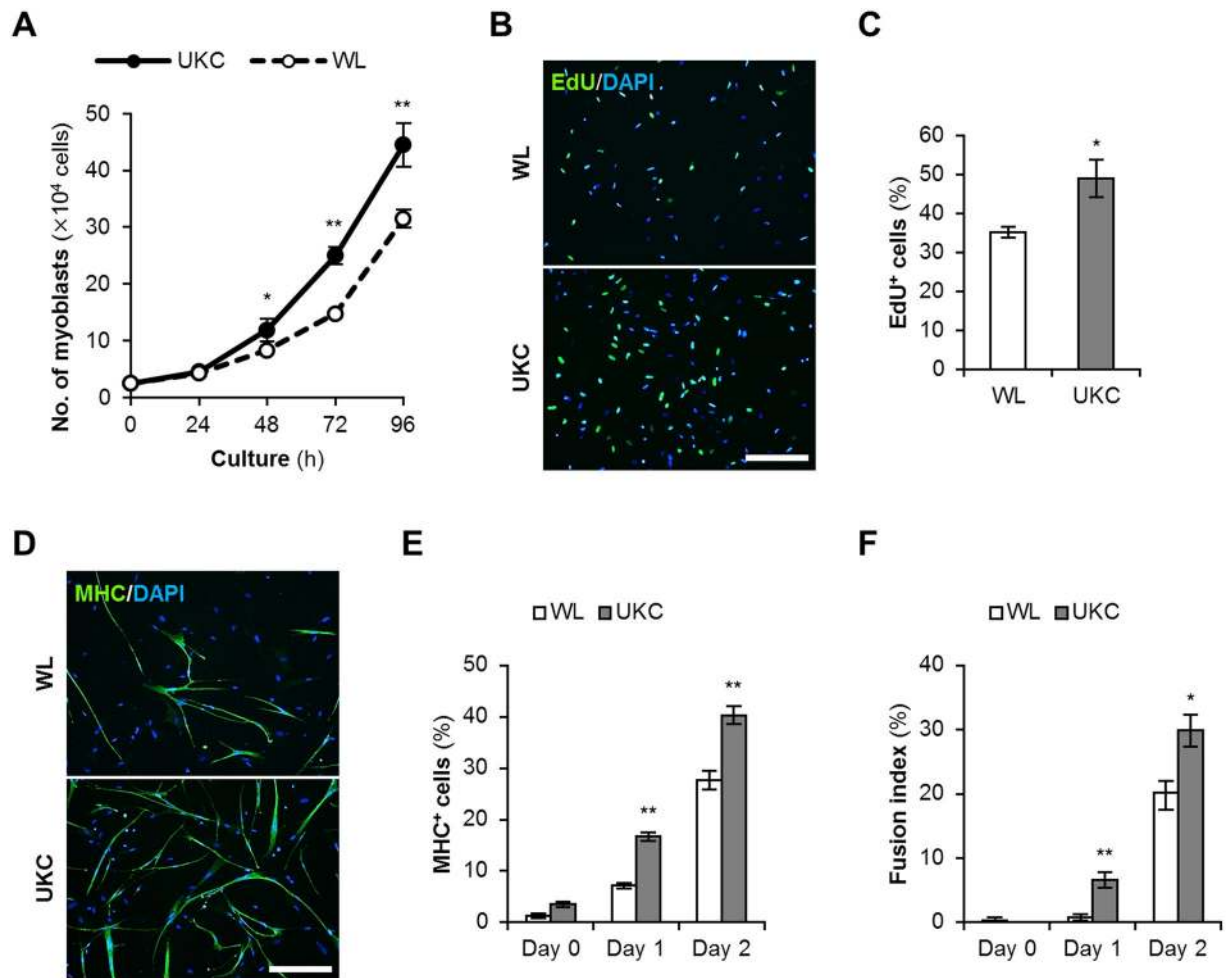 A
UKC WL
No. of myoblasts (×10⁴ cells)
50
40
30
20
10
0
* ** **
0 24 48 72 96
Culture (h)
B
EdU/DAPI
WL
UKC
C
EdU⁺ cells (%)
60
50
40
30
20
10
0
*
WL UKC
D
MHC/DAPI
WL
UKC
E
WL UKC
MHC⁺ cells (%)
50
40
30
20
10
0
** **
Day 0 Day 1 Day 2
F
WL UKC
Fusion index (%)
40
30
20
10
0
** *
Day 0 Day 1 Day 2